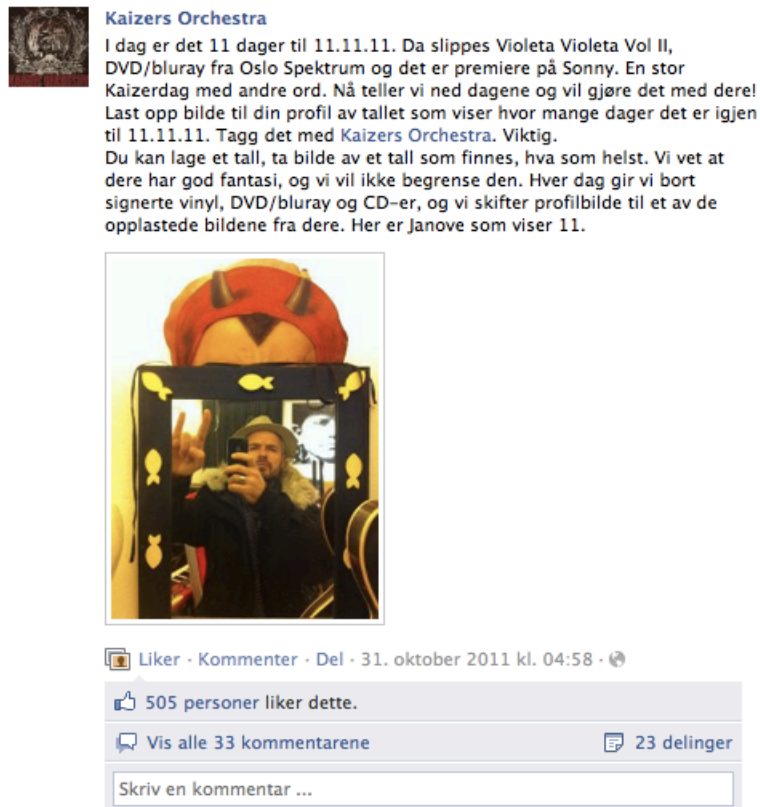 Kaizers Orchestra
I dag er det 11 dager til 11.11.11. Da slippes Violeta Violeta Vol II,
DVD/bluray fra Oslo Spektrum og det er premiere på Sonny. En stor
Kaizerdag med andre ord. Nå teller vi ned dagene og vil gjøre det med dere!
Last opp bilde til din profil av tallet som viser hvor mange dager det er igjen
til 11.11.11. Tagg det med Kaizers Orchestra. Viktig.
Du kan lage et tall, ta bilde av et tall som finnes, hva som helst. Vi vet at
dere har god fantasi, og vi vil ikke begrense den. Hver dag gir vi bort
signerte vinyl, DVD/bluray og CD-er, og vi skifter profilbilde til et av de
opplastede bildene fra dere. Her er Janove som viser 11.
Liker · Kommenter · Del · 31. oktober 2011 kl. 04:58 ·
505 personer liker dette.
Vis alle 33 kommentarene 23 delinger
Skriv en kommentar ...